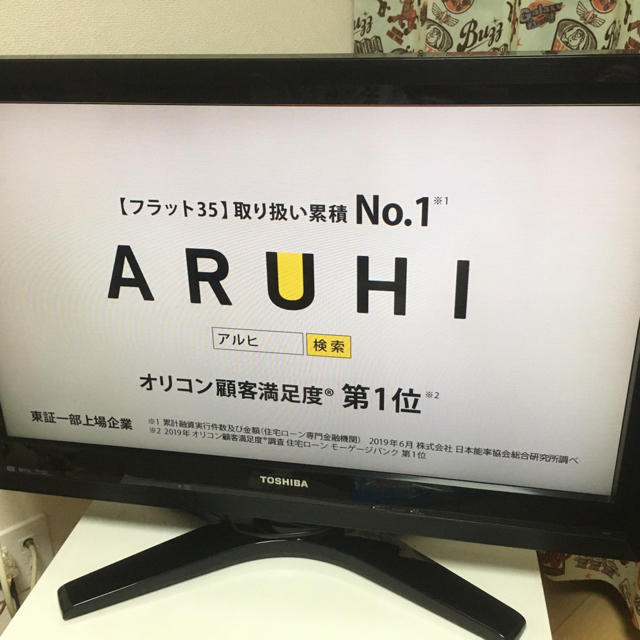 Buzz
Buzz
【フラット35】取り扱い累積 No.1※1
ARUHI
アルヒ 検索
オリコン顧客満足度® 第1位※2
東証一部上場企業
※1 累計融資実行件数及び金額(住宅ローン専門金融機関) 2019年6月 株式会社 日本能率協会総合研究所調べ
※2 2019年 オリコン顧客満足度®調査 住宅ローン モーゲージバンク 第1位
TOSHIBA